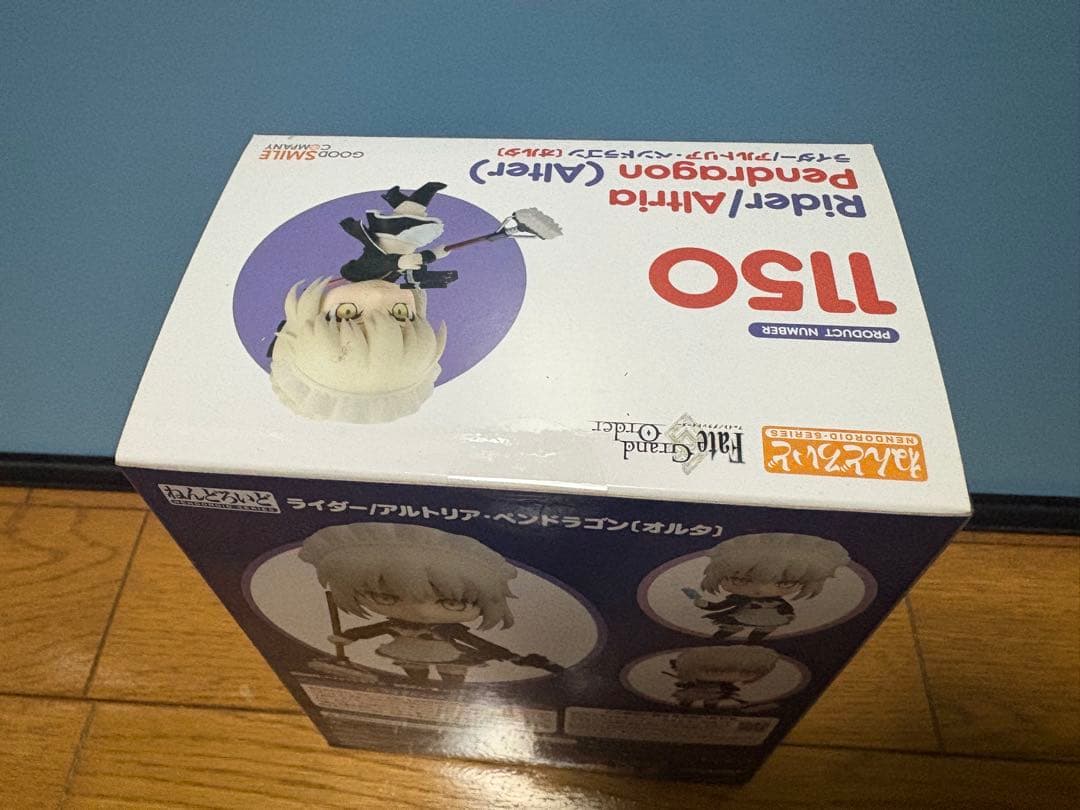 ねんどろいど
NENDOROID-SERIES
Fate
Grand
Order
PRODUCT NUMBER
1150
Rider/Altria
Pendragon (Alter)
ライダー/アルトリア・ペンドラゴン〔オルタ〕
GOOD SMILE
COMPANY
ねんどろいど
NENDOROID SERIES
ライダー/アルトリア・ペンドラゴン〔オルタ〕